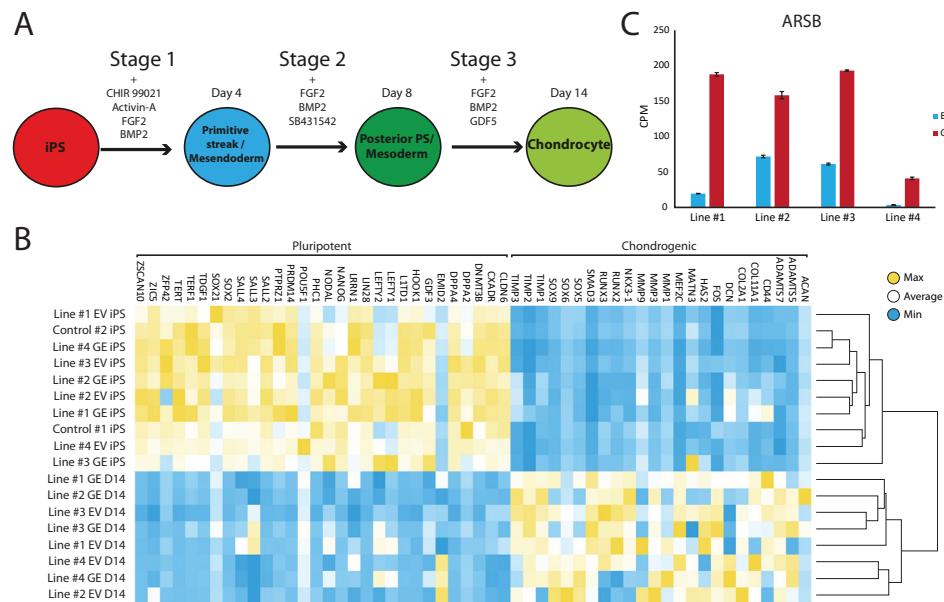 A
Stage 1
+
CHIR 99021
Activin-A
FGF2
BMP2
Stage 2
+
FGF2
BMP2
SB431542
Stage 3
+
FGF2
BMP2
GDF5
iPS
Day 4
Primitive
streak /
Mesendoderm
Day 8
Posterior PS/
Mesoderm
Day 14
Chondrocyte
C
ARSB
CPM
250
200
150
100
50
0
Line #1
Line #2
Line #3
Line #4
E
G
B
Pluripotent
Chondrogenic
ZSCAN10
ZIC5
ZFP42
TERT
TERF1
TDGF1
SOX21
SOX2
SALL4
SALL3
SALL2
PTPRZ1
PRDM14
POU5F1
PHC1
NODAL
NANOG
LRRN1
LIN28
LEFTY2
LEFTY1
L1TD1
HOOK1
GDF3
EMID2
DPPA4
DPPA2
DNMT3B
CXADR
CLDN6
TIMP3
TIMP2
TIMP1
SOX9
SOX6
SOX5
SMAD3
RUNX3
RUNX1
NKX3.1
MMP9
MMP3
MMP1
MEF2C
MATN3
HAS2
FOS
DCN
COL2A1
COL11A1
CD44
ADAMTS7
ADAMTS5
ACAN
Max
Average
Min
Line #1 EV iPS
Control #2 iPS
Line #4 GE iPS
Line #3 EV iPS
Line #2 GE iPS
Line #2 EV iPS
Line #1 GE iPS
Control #1 iPS
Line #4 EV iPS
Line #3 GE iPS
Line #1 GE D14
Line #2 GE D14
Line #3 EV D14
Line #3 GE D14
Line #1 EV D14
Line #4 EV D14
Line #4 GE D14
Line #2 EV D14